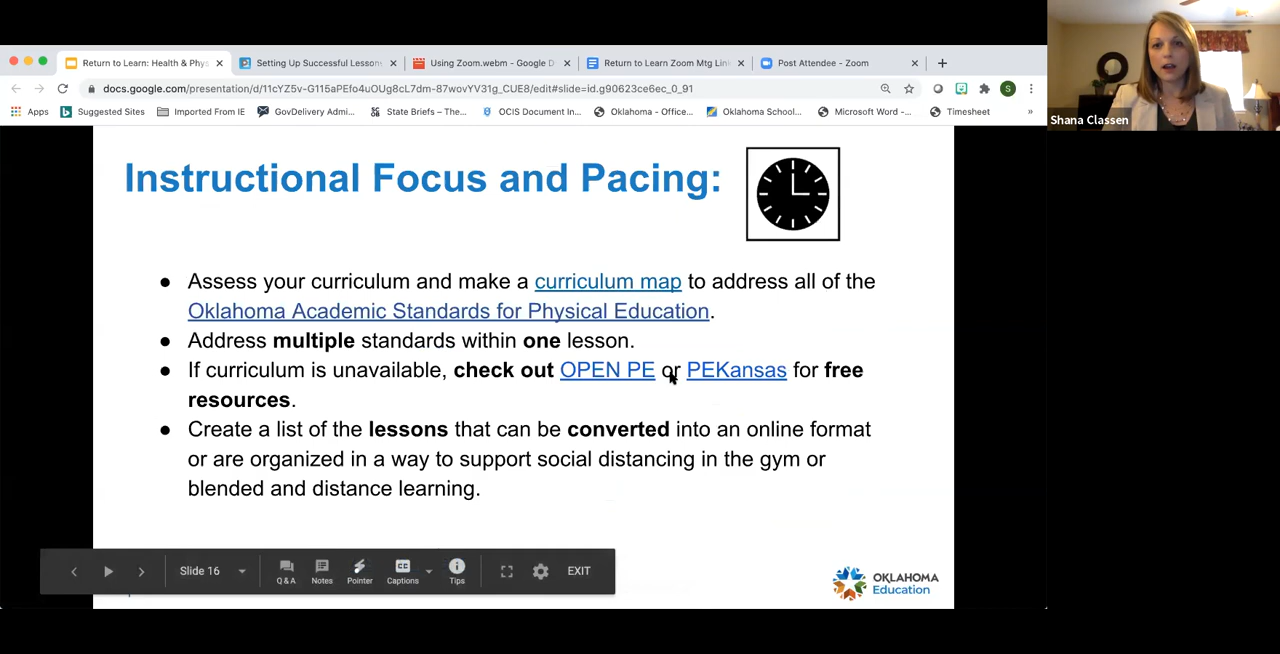 Return to Learn: Health & Phys
Setting Up Successful Lesson
Using Zoom.webm - Google D
Return to Learn Zoom Mtg Lin
Post Attendee - Zoom
docs.google.com/presentation/d/11cYZ5v-G115aPEfo4uOUg8cL7dm-87wovYV31g_CUE8/edit#slide=id.g90623ce6ec_0_91
S
Apps
Suggested Sites
Imported From IE
GovDelivery Admi...
State Briefs – The...
OCIS Document In...
Oklahoma - Office...
Oklahoma School...
Microsoft Word -...
Timesheet
»
Shana Classen
Instructional Focus and Pacing:
● Assess your curriculum and make a curriculum map to address all of the
Oklahoma Academic Standards for Physical Education.
● Address multiple standards within one lesson.
● If curriculum is unavailable, check out OPEN PE or PEKansas for free
resources.
● Create a list of the lessons that can be converted into an online format
or are organized in a way to support social distancing in the gym or
blended and distance learning.
Slide 16
Q & A
Notes
Pointer
CC
Captions
Tips
EXIT
OKLAHOMA
Education